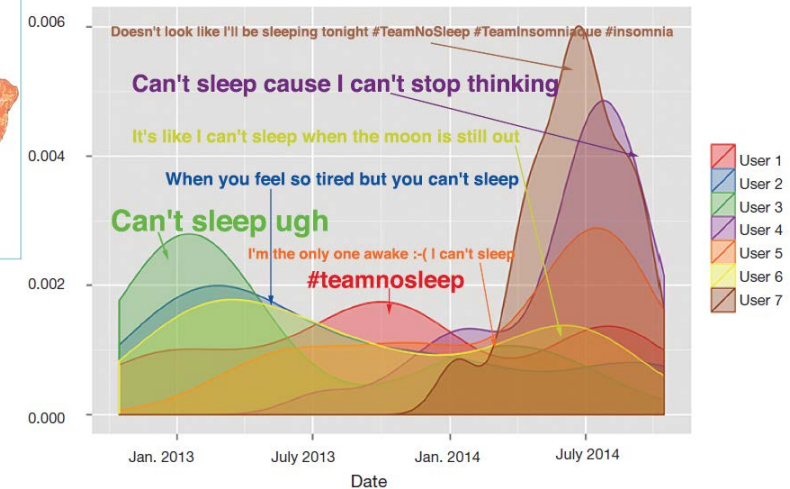 0.006
Doesn't look like I'll be sleeping tonight #TeamNoSleep #TeamInsomniaque #insomnia
Can't sleep cause I can't stop thinking
It's like I can't sleep when the moon is still out
0.004
When you feel so tired but you can't sleep
Can't sleep ugh
I'm the only one awake :-( I can't sleep
#teamnosleep
0.002
0.000
Jan. 2013
July 2013
Jan. 2014
July 2014
Date
User 1
User 2
User 3
User 4
User 5
User 6
User 7